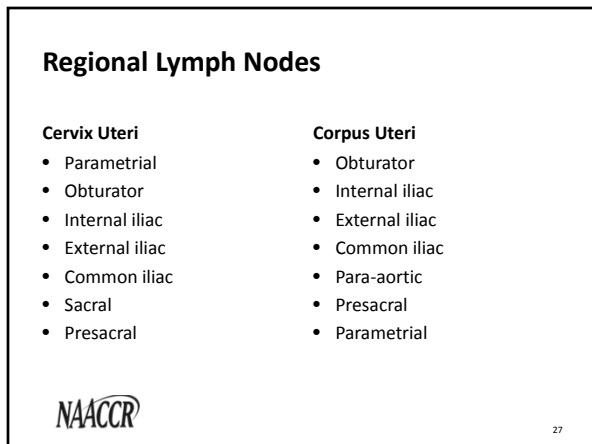 Regional Lymph Nodes
Cervix Uteri
• Parametrial
• Obturator
• Internal iliac
• External iliac
• Common iliac
• Sacral
• Presacral
Corpus Uteri
• Obturator
• Internal iliac
• External iliac
• Common iliac
• Para-aortic
• Presacral
• Parametrial
NAACCR
27